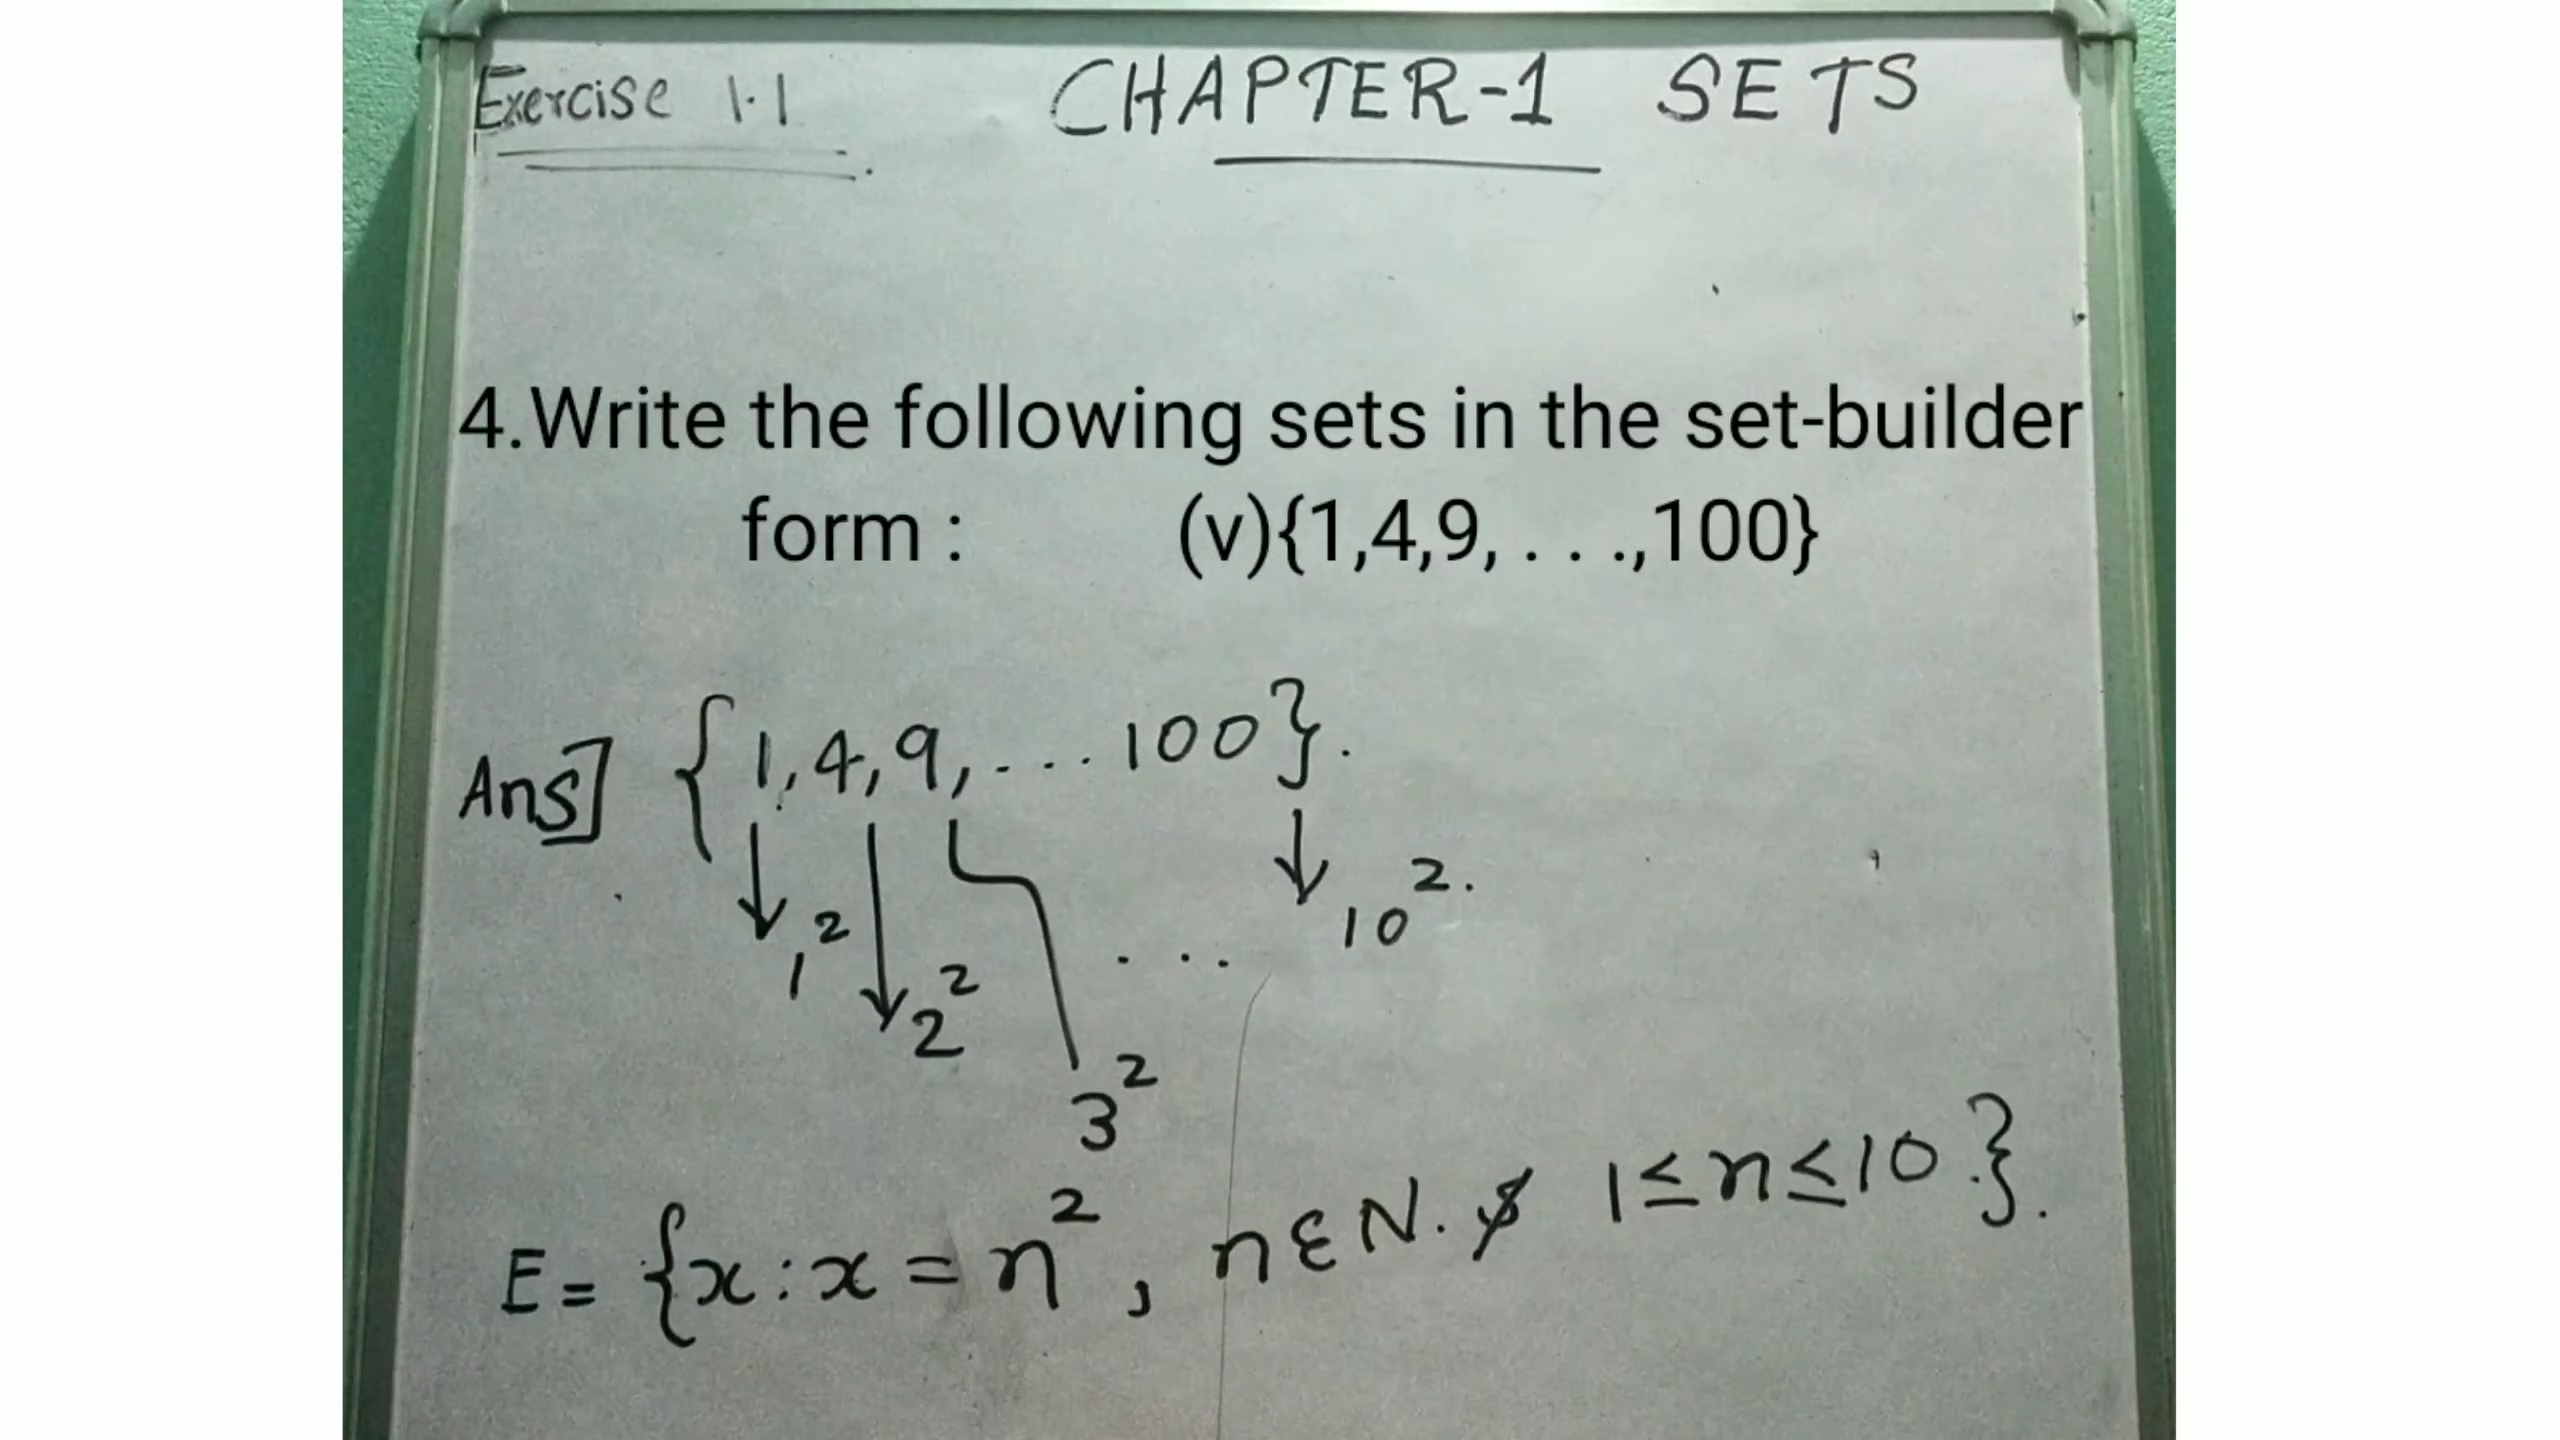 Exercise 1.1 CHAPTER-1 SETS
4.Write the following sets in the set-builder
form : (v){1,4,9, . . .,100}
Ans] {1,4,9,...100}.
1² 2² 3² ... 10².
E = {x:x = n², n∈N. & 1≤n≤10}.